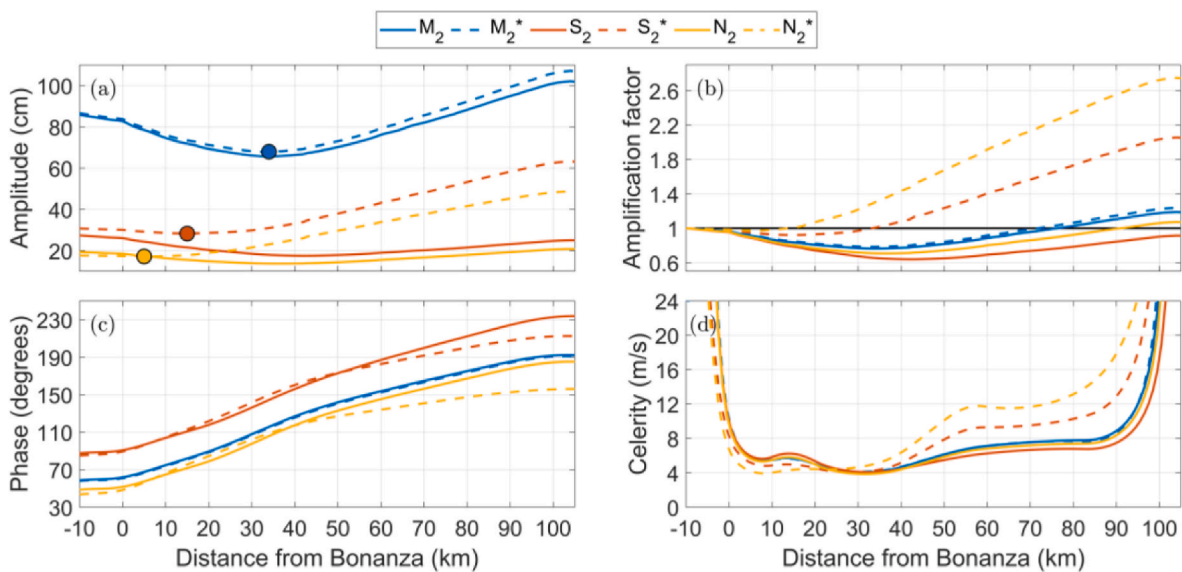 M2 M2* S2 S2* N2 N2*
(a)
Amplitude (cm)
100
80
60
40
20
(b)
Amplification factor
2.6
2.2
1.8
1.4
1
0.6
(c)
Phase (degrees)
230
190
150
110
70
30
-10 0 10 20 30 40 50 60 70 80 90 100
Distance from Bonanza (km)
(d)
Celerity (m/s)
24
20
16
12
8
4
0
-10 0 10 20 30 40 50 60 70 80 90 100
Distance from Bonanza (km)